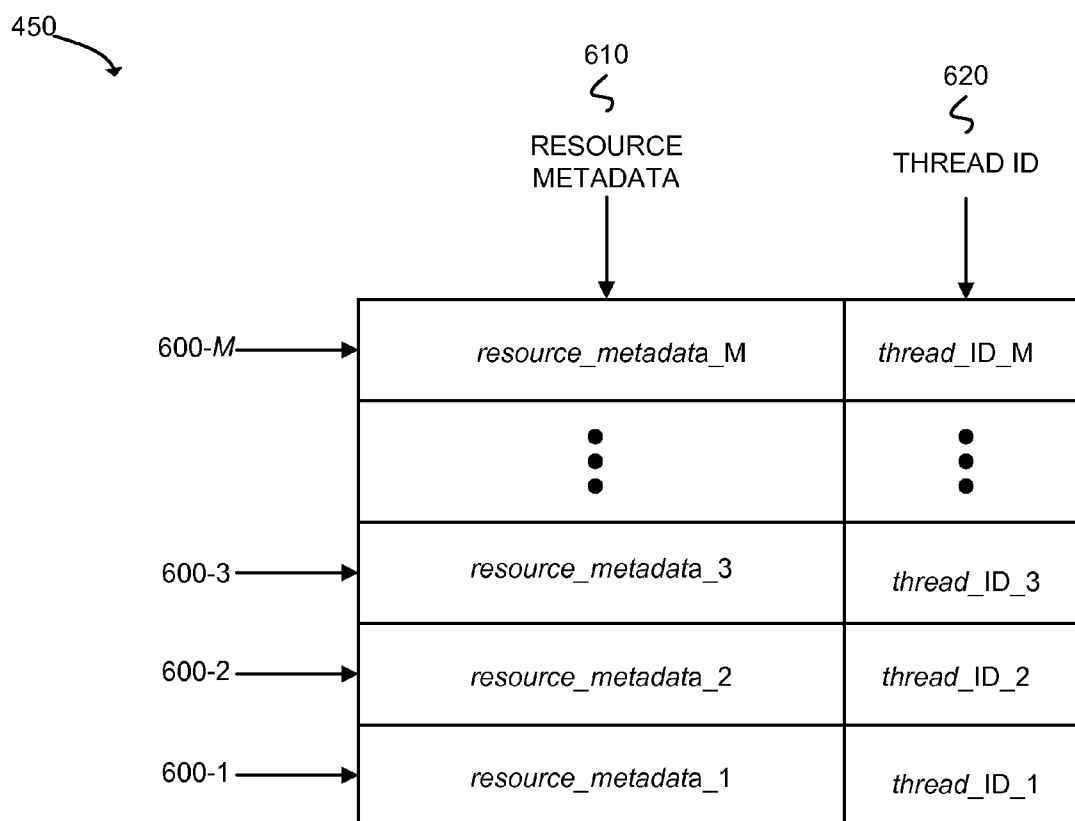 450
610
620
RESOURCE
METADATA
THREAD ID
600-M
resource_metadata_M
thread_ID_M
600-3
resource_metadata_3
thread_ID_3
600-2
resource_metadata_2
thread_ID_2
600-1
resource_metadata_1
thread_ID_1